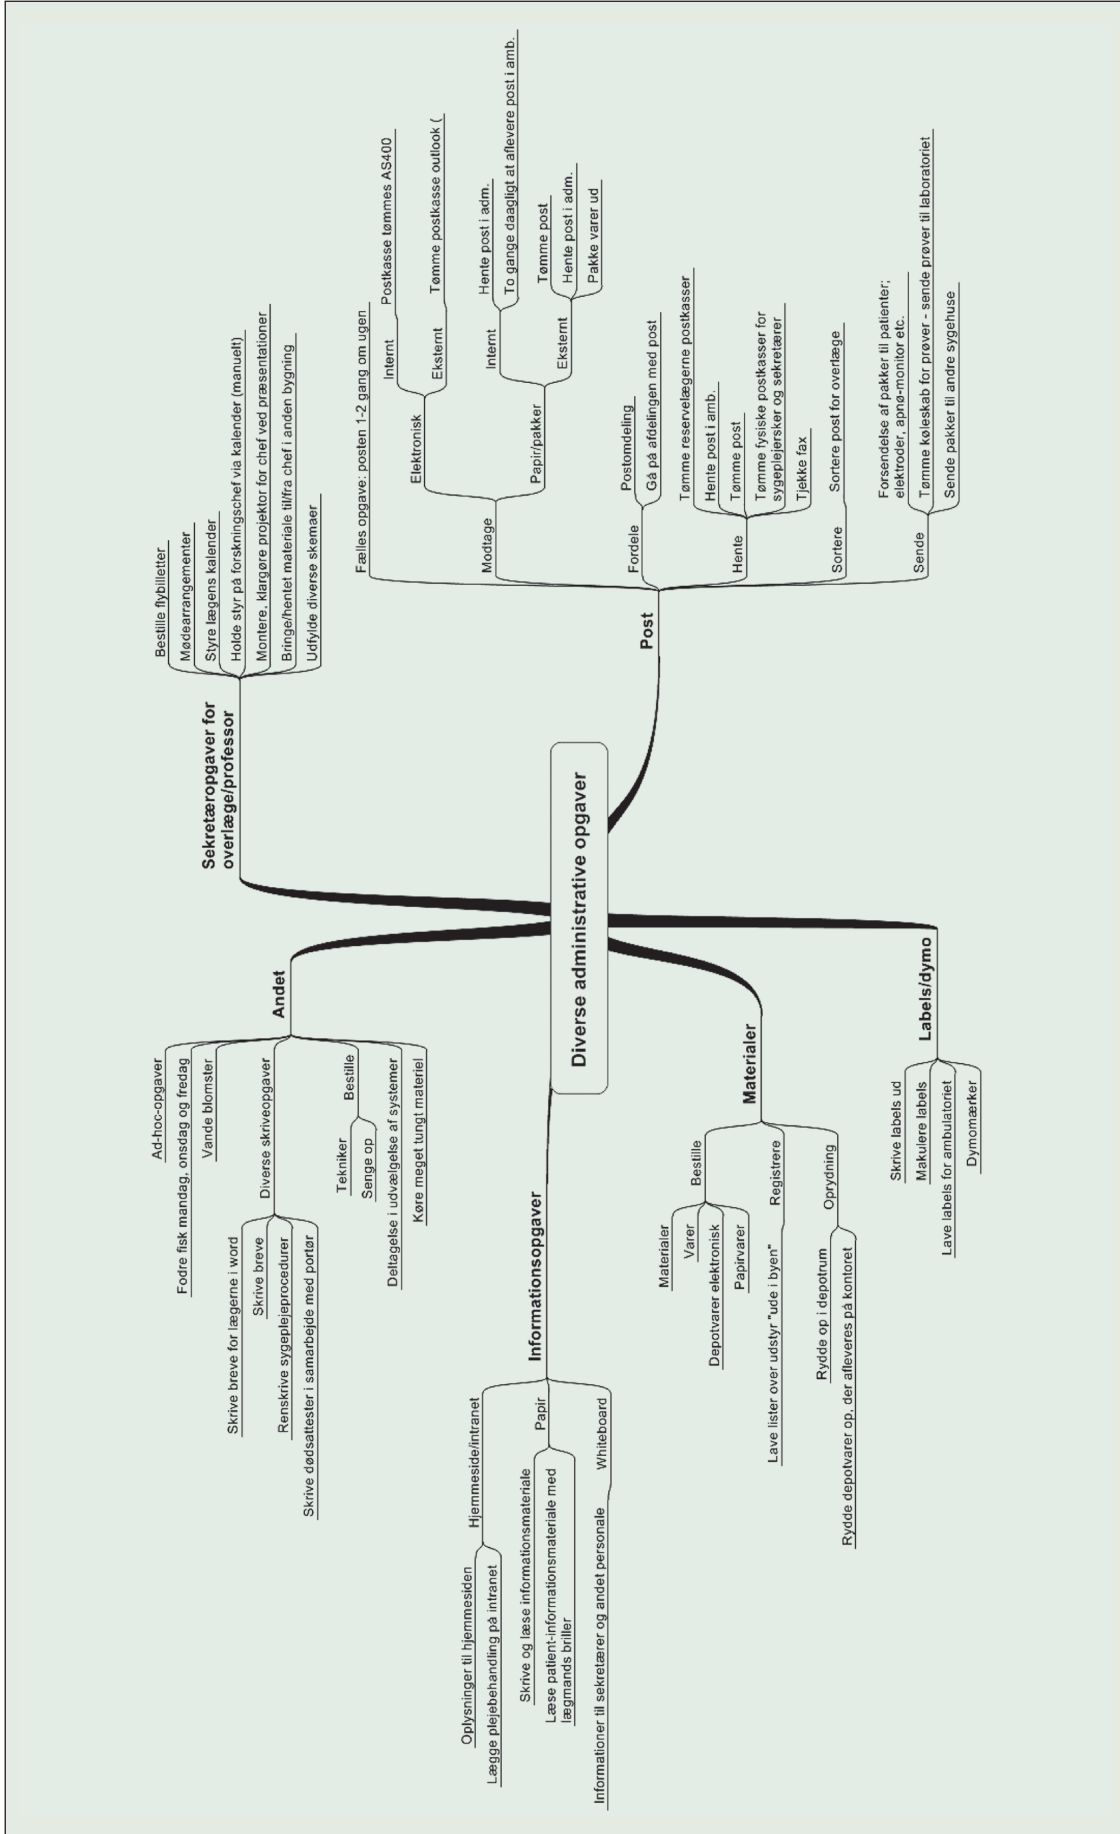 Diverse administrative opgaver
Sekretæropgaver for
overlæge/professor
Bestille flybilletter
Mødearrangementer
Styre lægens kalender
Holde styr på forskningschef via kalender (manuelt)
Montere, klargøre projektor for chef ved præsentationer
Bringe/hentet materiale til/fra chef i anden bygning
Udfylde diverse skemaer
Post
Fælles opgave: posten 1-2 gang om ugen
Modtage
Elektronisk
Internt
Postkasse tømmes AS400
Eksternt
Tømme postkasse outlook (
Papir/pakker
Internt
Hente post i adm.
To gange daagligt at aflevere post i amb.
Eksternt
Tømme post
Hente post i adm.
Pakke varer ud
Fordele
Postomdeling
Gå på afdelingen med post
Hente
Tømme reservelægerne postkasser
Hente post i amb.
Tømme post
Tømme fysiske postkasser for
sygeplejersker og sekretærer
Tjekke fax
Sortere
Sortere post for overlæge
Sende
Forsendelse af pakker til patienter;
elektroder, apnø-monitor etc.
Tømme køleskab for prøver - sende prøver til laboratoriet
Sende pakker til andre sygehuse
Andet
Ad-hoc-opgaver
Fodre fisk mandag, onsdag og fredag
Vande blomster
Diverse skriveopgaver
Skrive breve for lægerne i word
Skrive breve
Renskrive sygeplejeprocedurer
Skrive dødsattester i samarbejde med portør
Bestille
Tekniker
Senge op
Deltagelse i udvælgelse af systemer
Køre meget tungt materiel
Informationsopgaver
Hjemmeside/intranet
Oplysninger til hjemmesiden
Lægge plejebehandling på intranet
Papir
Skrive og læse informationsmateriale
Læse patient-informationsmateriale med
lægmands briller
Whiteboard
Informationer til sekretærer og andet personale
Materialer
Bestille
Materialer
Varer
Depotvarer elektronisk
Papirvarer
Registrere
Lave lister over udstyr "ude i byen"
Oprydning
Rydde op i depotrum
Rydde depotvarer op, der afleveres på kontoret
Labels/dymo
Skrive labels ud
Makulere labels
Lave labels for ambulatoriet
Dymomærker